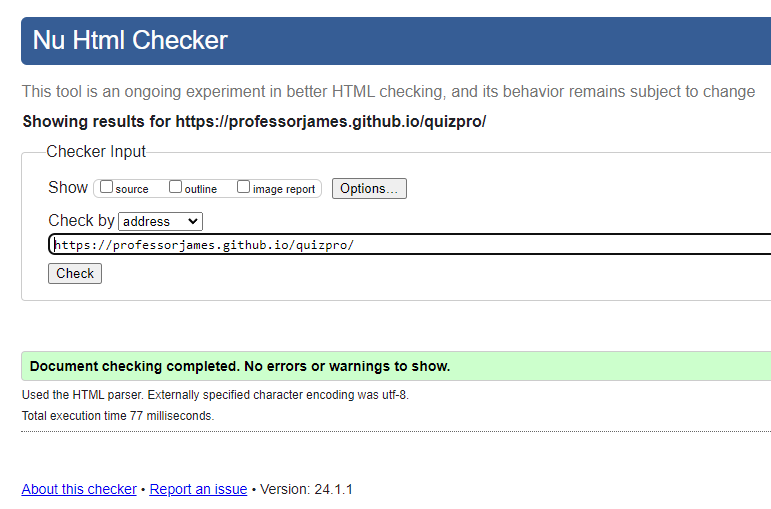 Nu Html Checker
This tool is an ongoing experiment in better HTML checking, and its behavior remains subject to change
Showing results for https://professorjames.github.io/quizpro/
Checker Input
Show source outline image report Options...
Check by address
https://professorjames.github.io/quizpro/
Check
Document checking completed. No errors or warnings to show.
Used the HTML parser. Externally specified character encoding was utf-8.
Total execution time 77 milliseconds.
About this checker • Report an issue • Version: 24.1.1